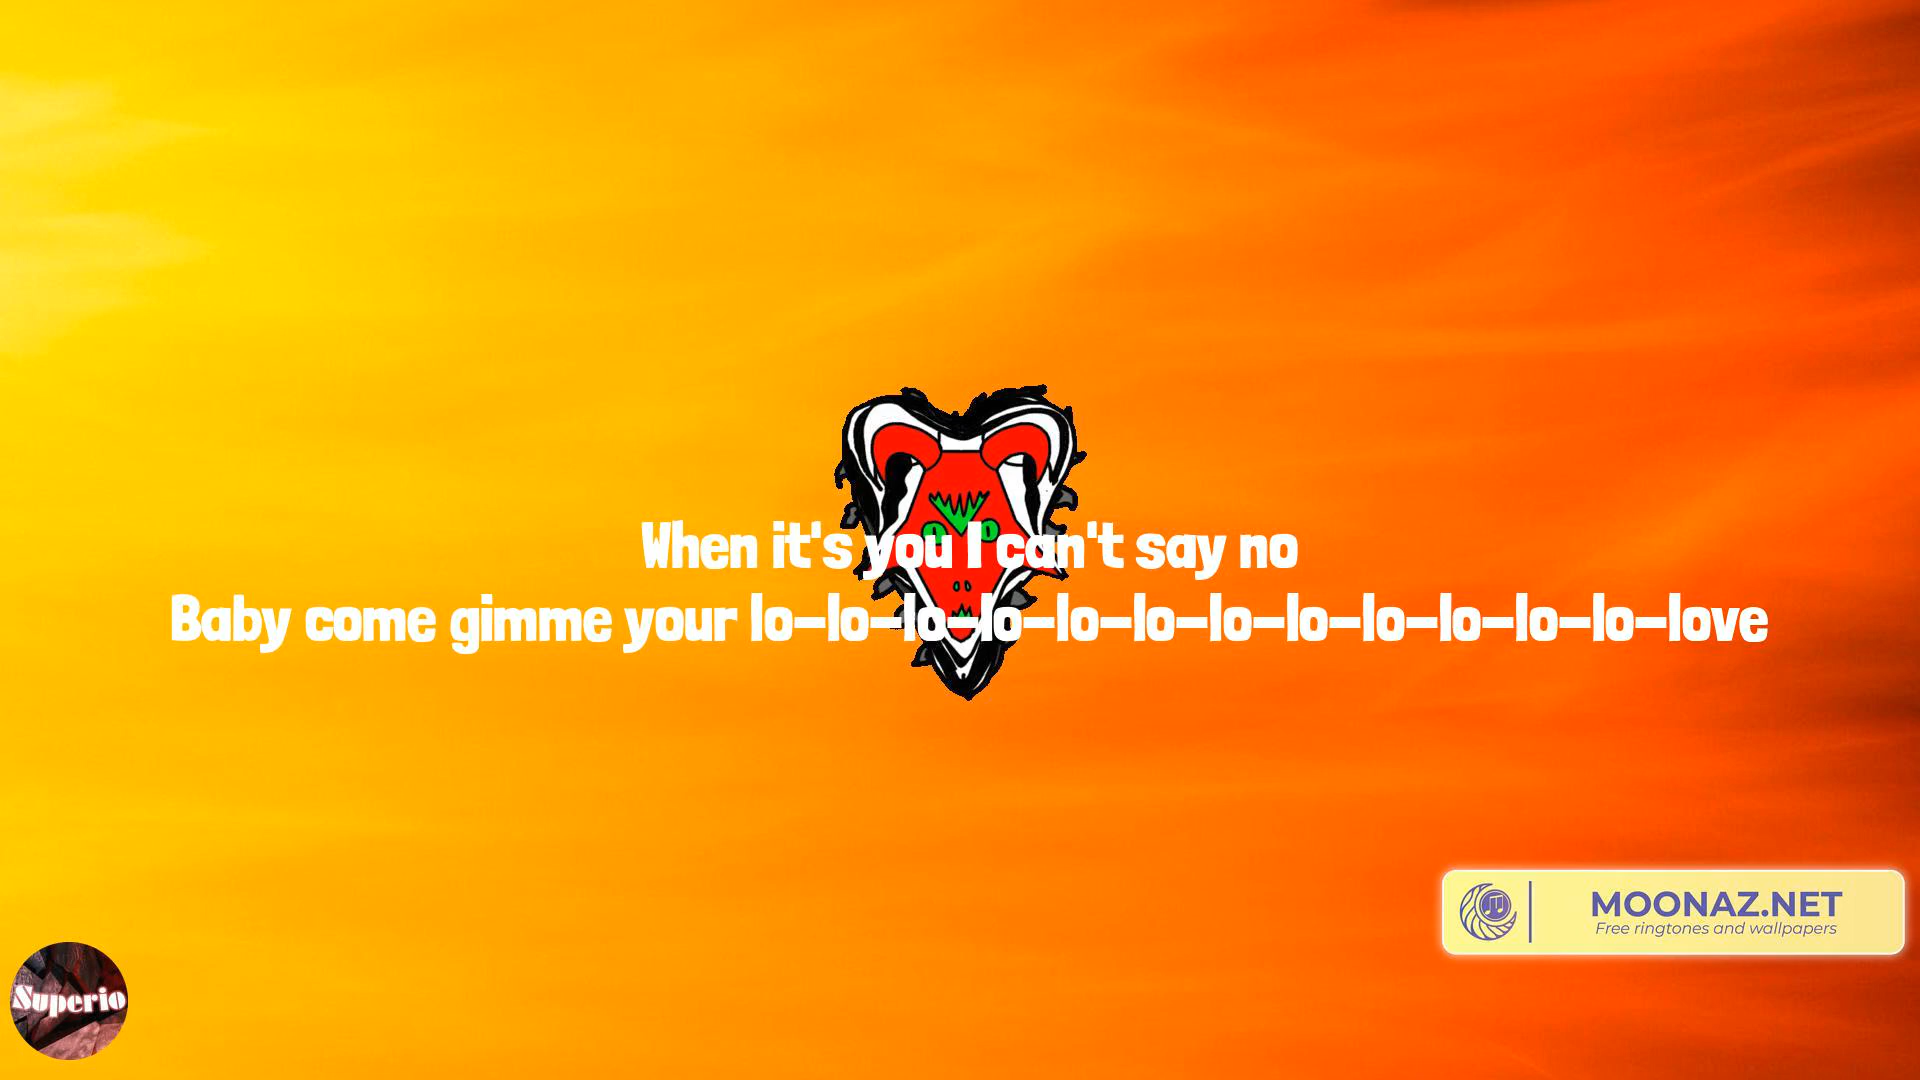 When it's you I can't say no
Baby come gimme your lo–lo–lo–lo–lo–lo–lo–lo–lo–lo–lo–lo–love
MOONAZ.NET
Free ringtones and wallpapers
Superio